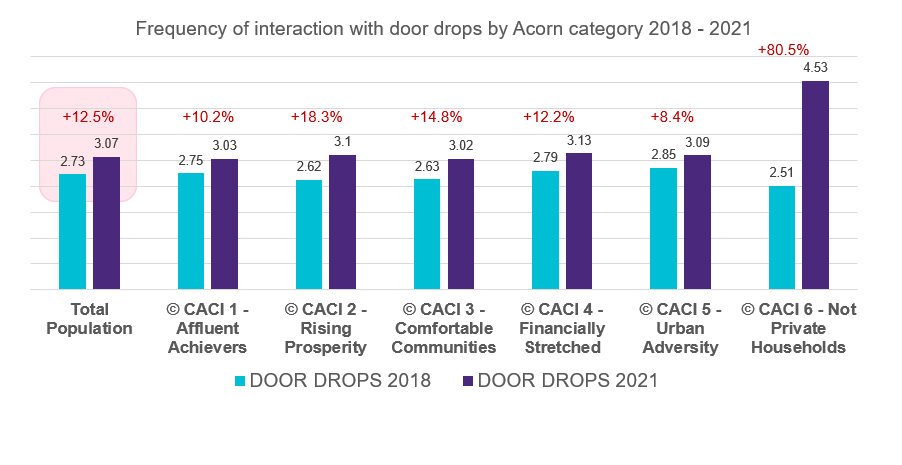 Frequency of interaction with door drops by Acorn category 2018 - 2021
+12.5%
+10.2%
+18.3%
+14.8%
+12.2%
+8.4%
+80.5%
2.73
3.07
2.75
3.03
2.62
3.1
2.63
3.02
2.79
3.13
2.85
3.09
2.51
4.53
Total
Population
© CACI 1 -
Affluent
Achievers
© CACI 2 -
Rising
Prosperity
© CACI 3 -
Comfortable
Communities
© CACI 4 -
Financially
Stretched
© CACI 5 -
Urban
Adversity
© CACI 6 - Not
Private
Households
DOOR DROPS 2018
DOOR DROPS 2021